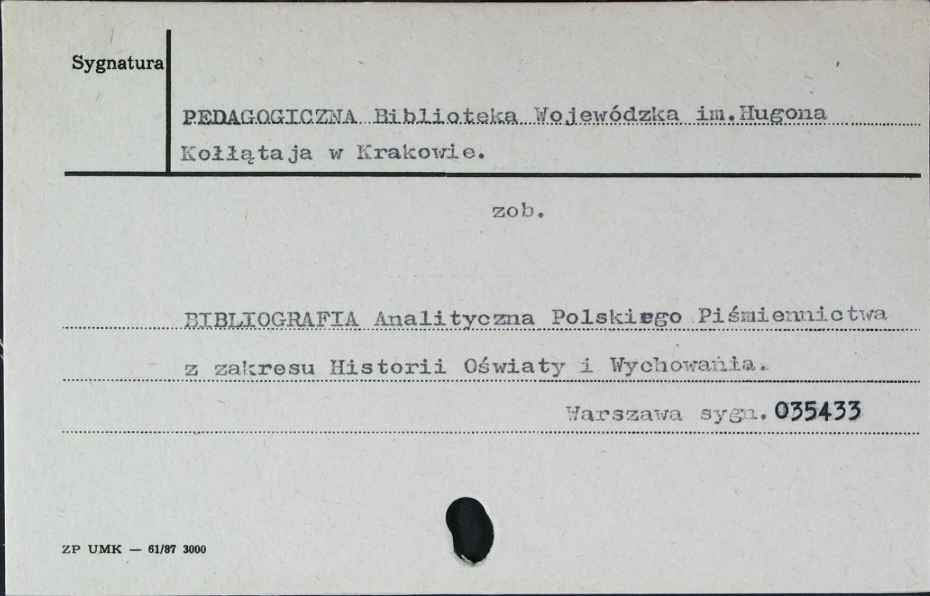 Sygnatura
PEDAGOGICZNA Biblioteka Wojewódzka im.Hugona
Kołłątaja w Krakowie.
zob.
BIBLIOGRAFIA Analityczna Polskiego Piśmiennictwa
z zakresu Historii Oświaty i Wychowania.
Warszawa sygn. 035433
ZP UMK — 61/87 3000